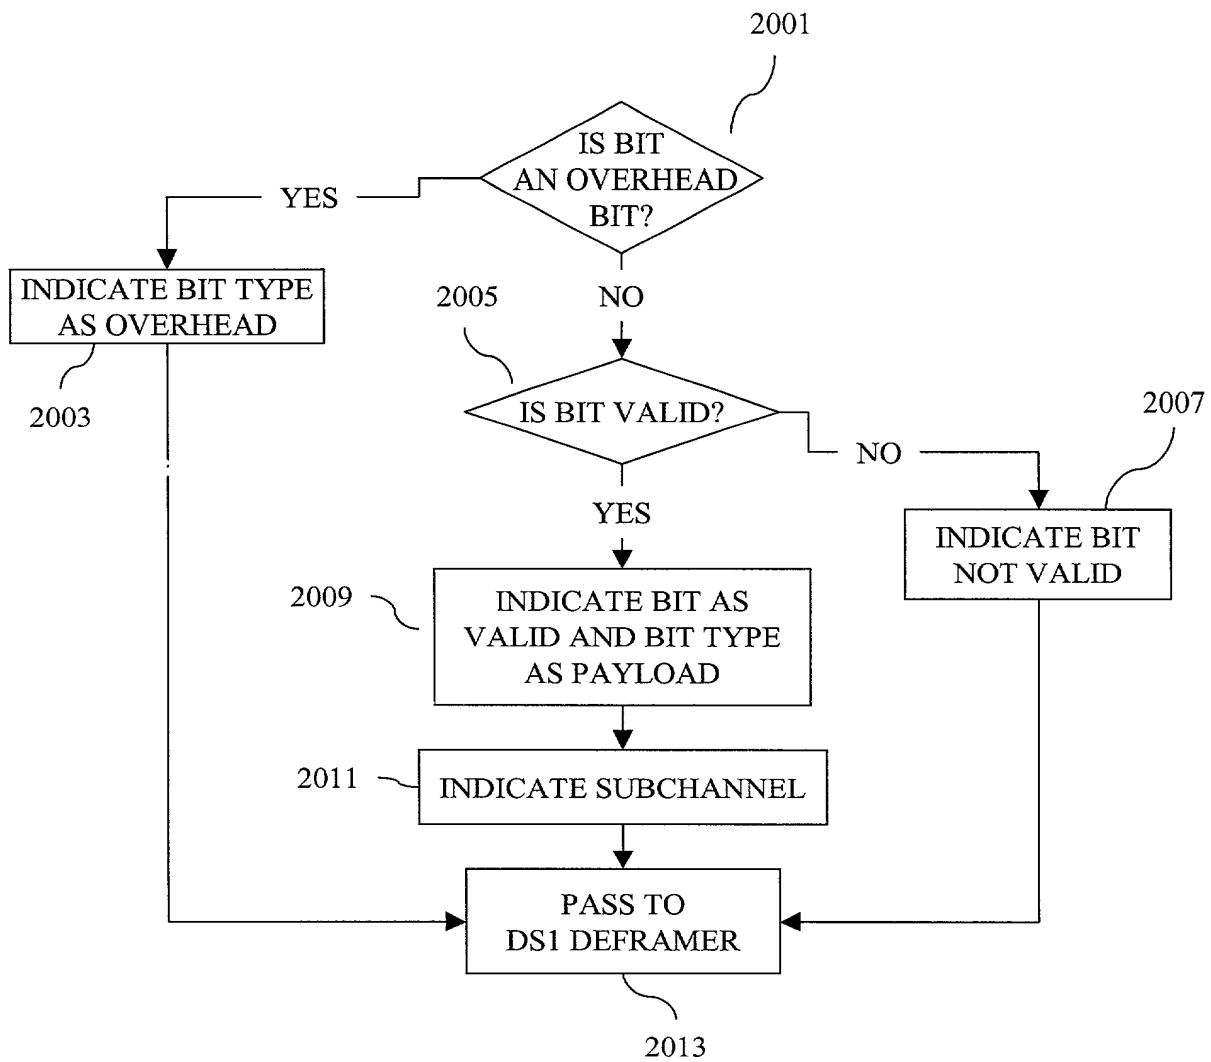 2001
IS BIT
AN OVERHEAD
BIT?
YES
INDICATE BIT TYPE
AS OVERHEAD
2003
NO
2005
IS BIT VALID?
NO
2007
INDICATE BIT
NOT VALID
YES
2009
INDICATE BIT AS
VALID AND BIT TYPE
AS PAYLOAD
2011
INDICATE SUBCHANNEL
PASS TO
DS1 DEFRAMER
2013